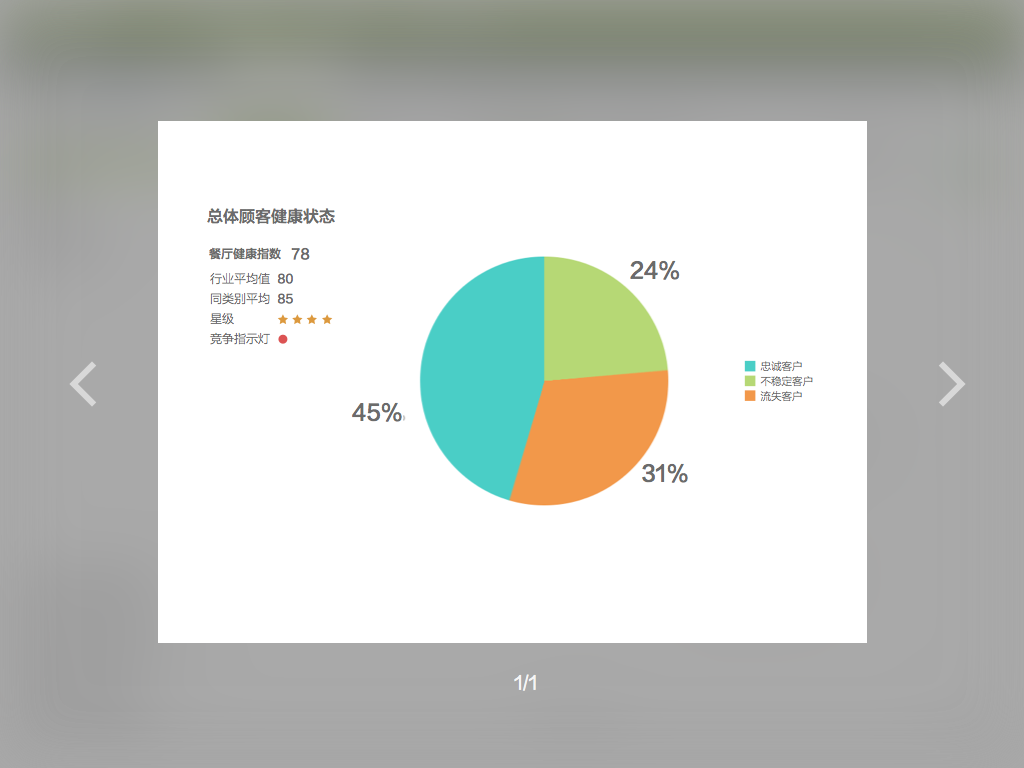 总体顾客健康状态
餐厅健康指数 78
行业平均值 80
同类别平均 85
星级
竞争指示灯
24%
45%
31%
忠诚客户
不稳定客户
流失客户
1/1